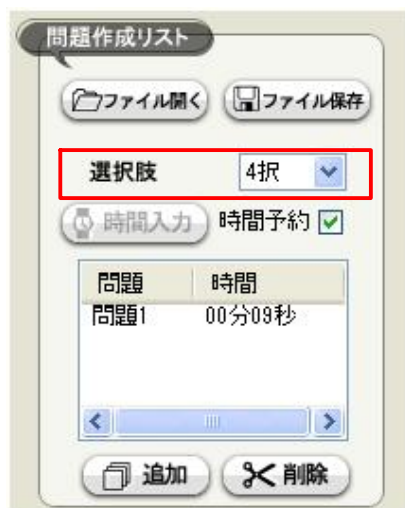 問題作成リスト
ファイル開く ファイル保存
選択肢 4択
時間入力 時間予約
問題 時間
問題1 00分09秒
追加 削除